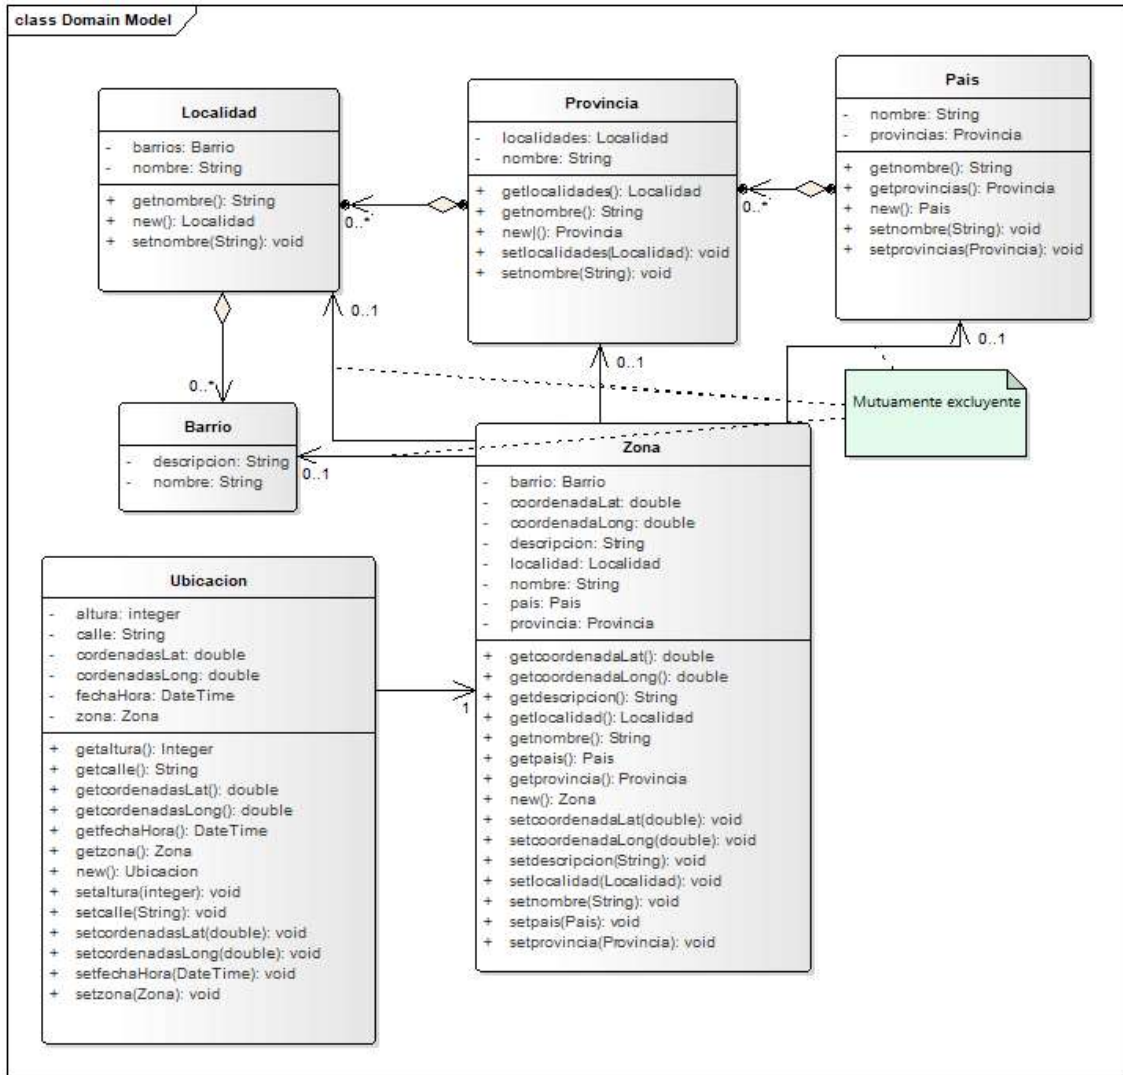 class Domain Model
Localidad
- barrios: Barrio
- nombre: String
+ getnombre(): String
+ new(): Localidad
+ setnombre(String): void
Provincia
- localidades: Localidad
- nombre: String
+ getlocalidades(): Localidad
+ getnombre(): String
+ new|(): Provincia
+ setlocalidades(Localidad): void
+ setnombre(String): void
Pais
- nombre: String
- provincias: Provincia
+ getnombre(): String
+ getprovincias(): Provincia
+ new(): Pais
+ setnombre(String): void
+ setprovincias(Provincia): void
0..*
0..*
0..1
0..1
0..1
0..*
Mutuamente excluyente
Barrio
- descripcion: String
- nombre: String
0..1
Zona
- barrio: Barrio
- coordenadaLat: double
- coordenadaLong: double
- descripcion: String
- localidad: Localidad
- nombre: String
- pais: Pais
- provincia: Provincia
+ getcoordenadaLat(): double
+ getcoordenadaLong(): double
+ getdescripcion(): String
+ getlocalidad(): Localidad
+ getnombre(): String
+ getpais(): Pais
+ getprovincia(): Provincia
+ new(): Zona
+ setcoordenadaLat(double): void
+ setcoordenadaLong(double): void
+ setdescripcion(String): void
+ setlocalidad(Localidad): void
+ setnombre(String): void
+ setpais(Pais): void
+ setprovincia(Provincia): void
Ubicacion
- altura: integer
- calle: String
- cordenadasLat: double
- cordenadasLong: double
- fechaHora: DateTime
- zona: Zona
+ getaltura(): Integer
+ getcalle(): String
+ getcordenadasLat(): double
+ getcordenadasLong(): double
+ getfechaHora(): DateTime
+ getzona(): Zona
+ new(): Ubicacion
+ setaltura(integer): void
+ setcalle(String): void
+ setcordenadasLat(double): void
+ setcordenadasLong(double): void
+ setfechaHora(DateTime): void
+ setzona(Zona): void
1